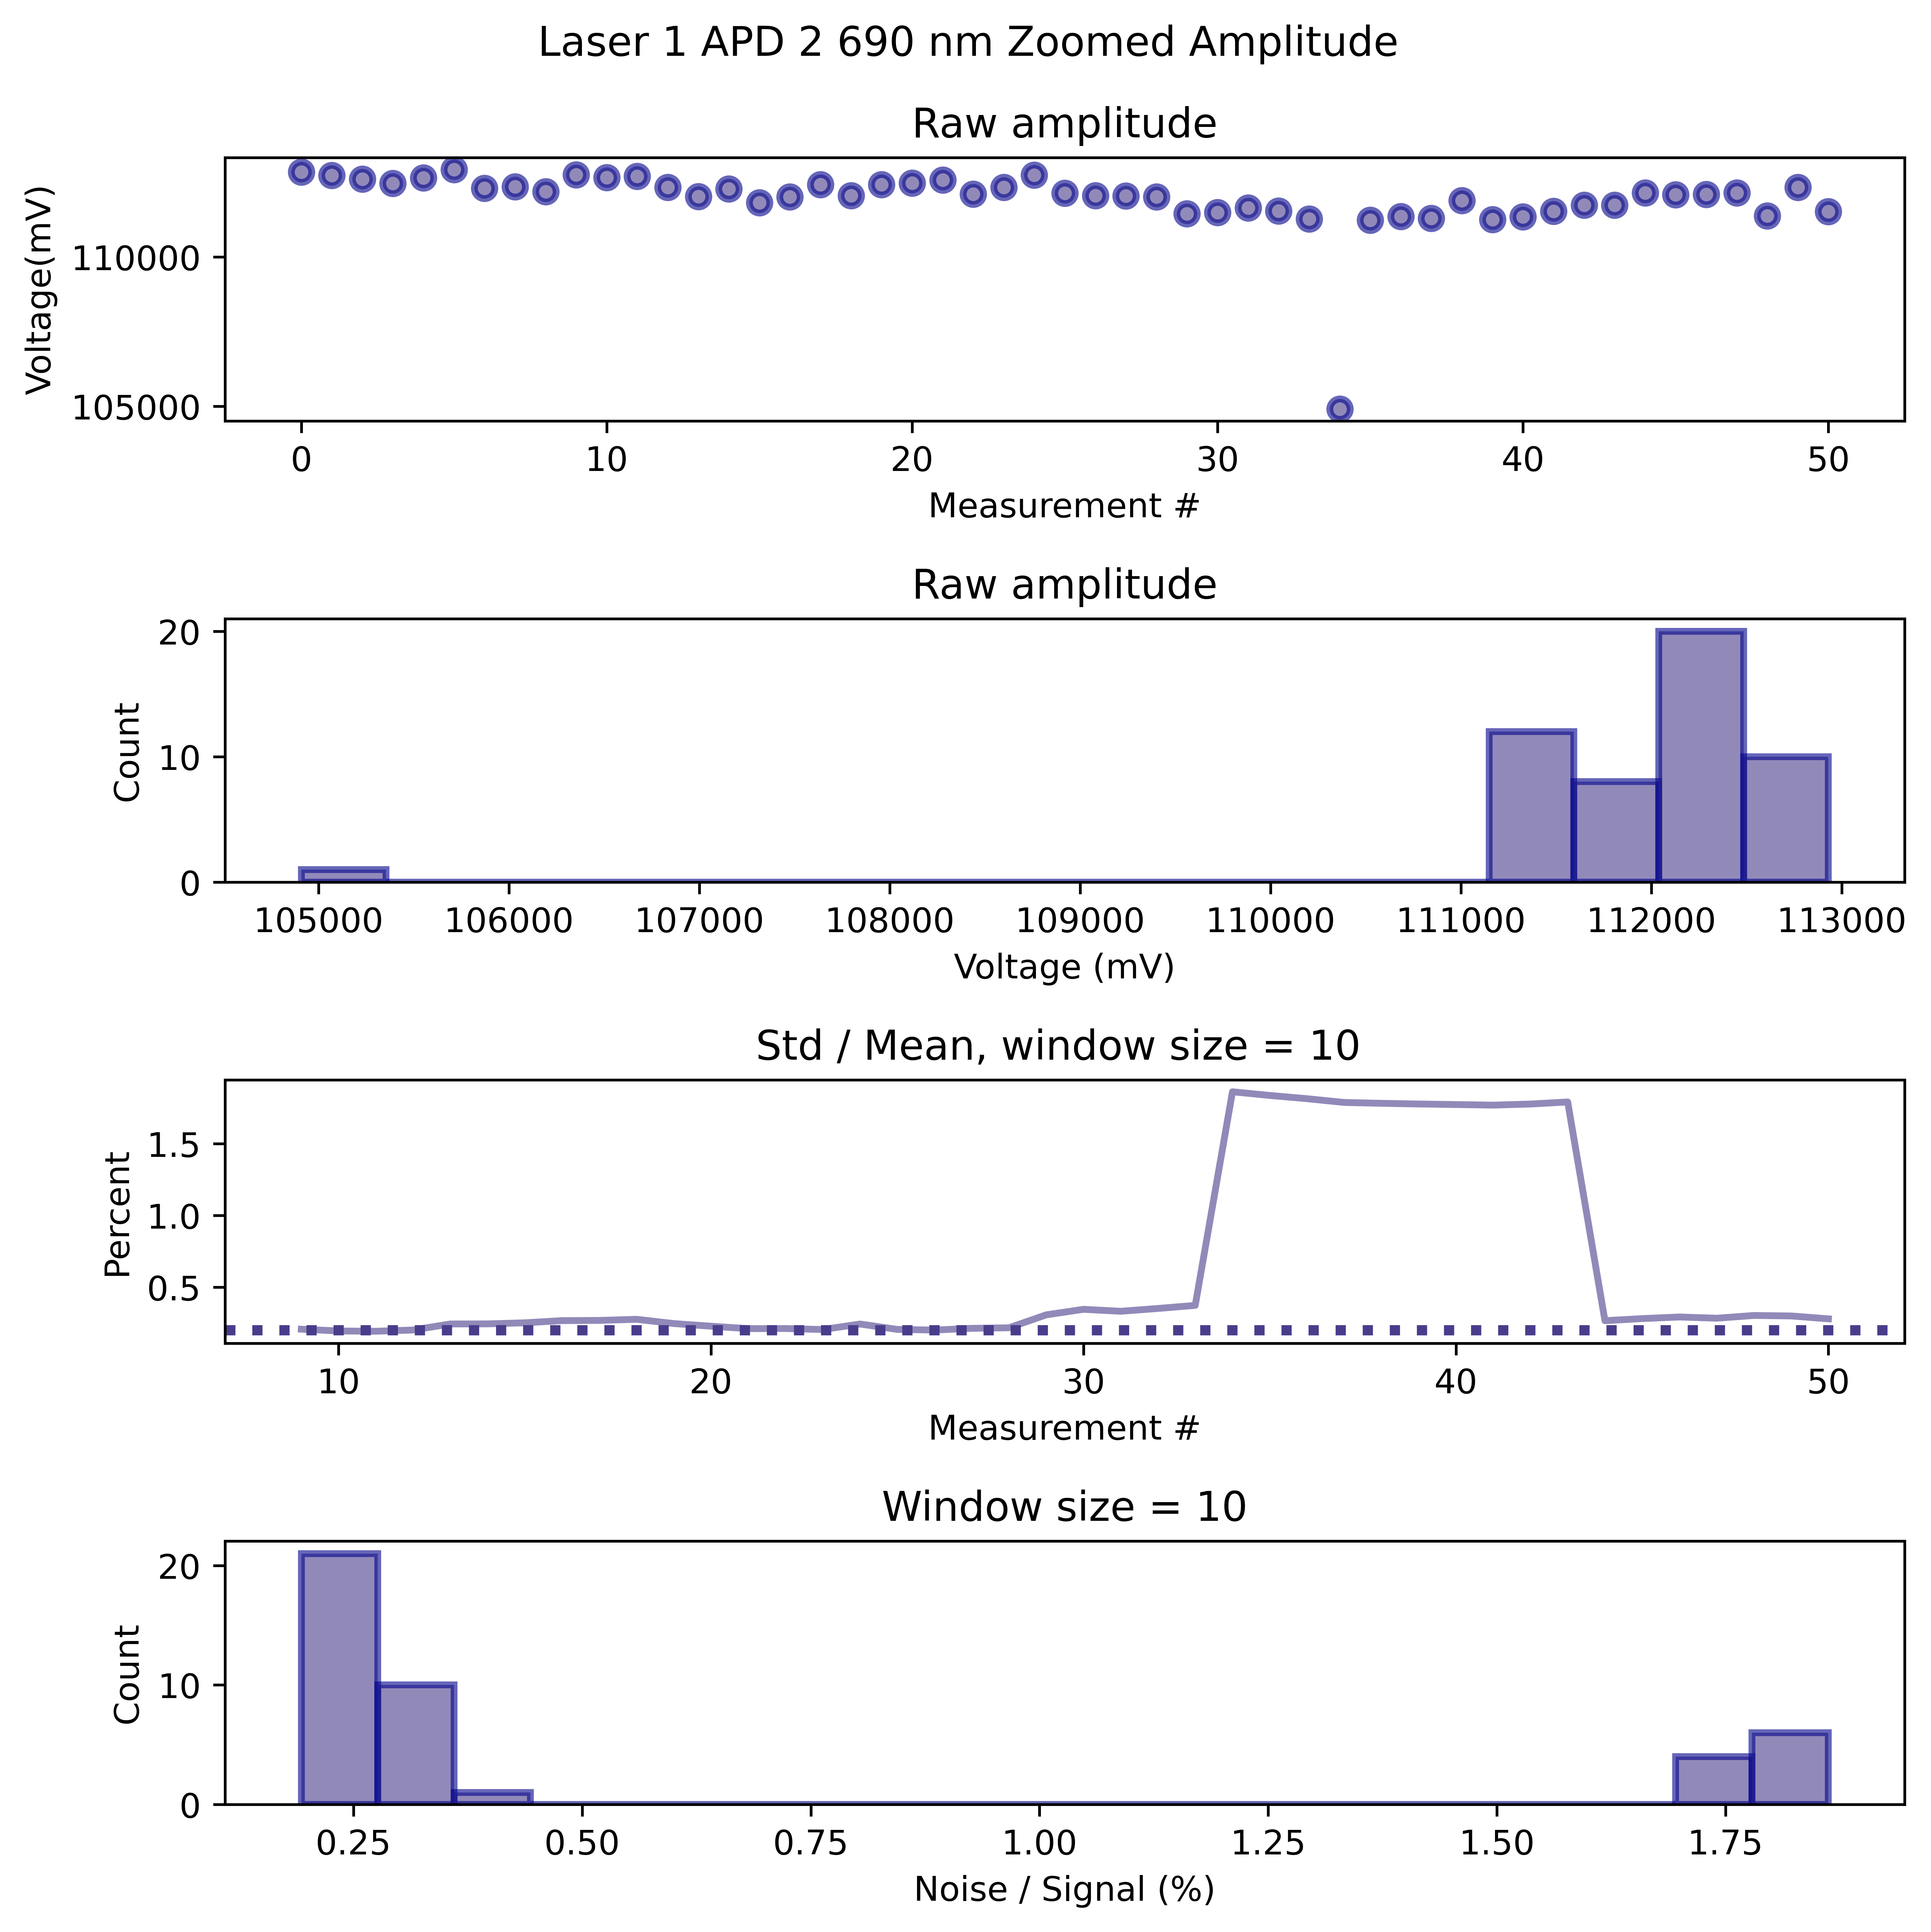 Laser 1 APD 2 690 nm Zoomed Amplitude
Raw amplitude
Voltage(mV)
110000
105000
0 10 20 30 40 50
Measurement #
Raw amplitude
Count
20
10
0
105000 106000 107000 108000 109000 110000 111000 112000 113000
Voltage (mV)
Std / Mean, window size = 10
Percent
1.5
1.0
0.5
10 20 30 40 50
Measurement #
Window size = 10
Count
20
10
0
0.25 0.50 0.75 1.00 1.25 1.50 1.75
Noise / Signal (%)